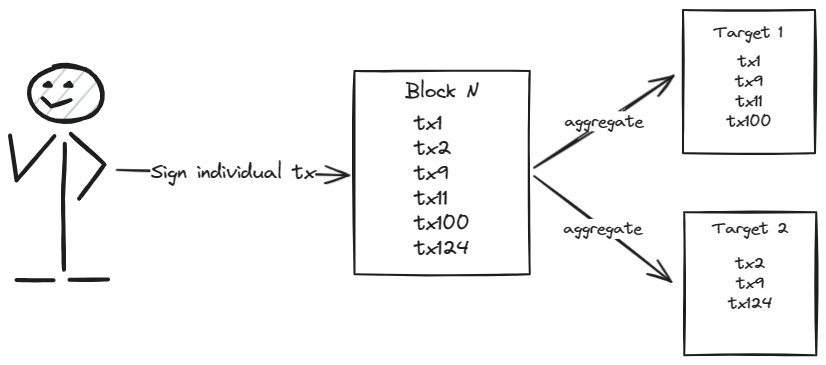 Sign individual tx
Block N
tx1
tx2
tx9
tx11
tx100
tx124
aggregate
aggregate
Target 1
tx1
tx9
tx11
tx100
Target 2
tx2
tx9
tx124